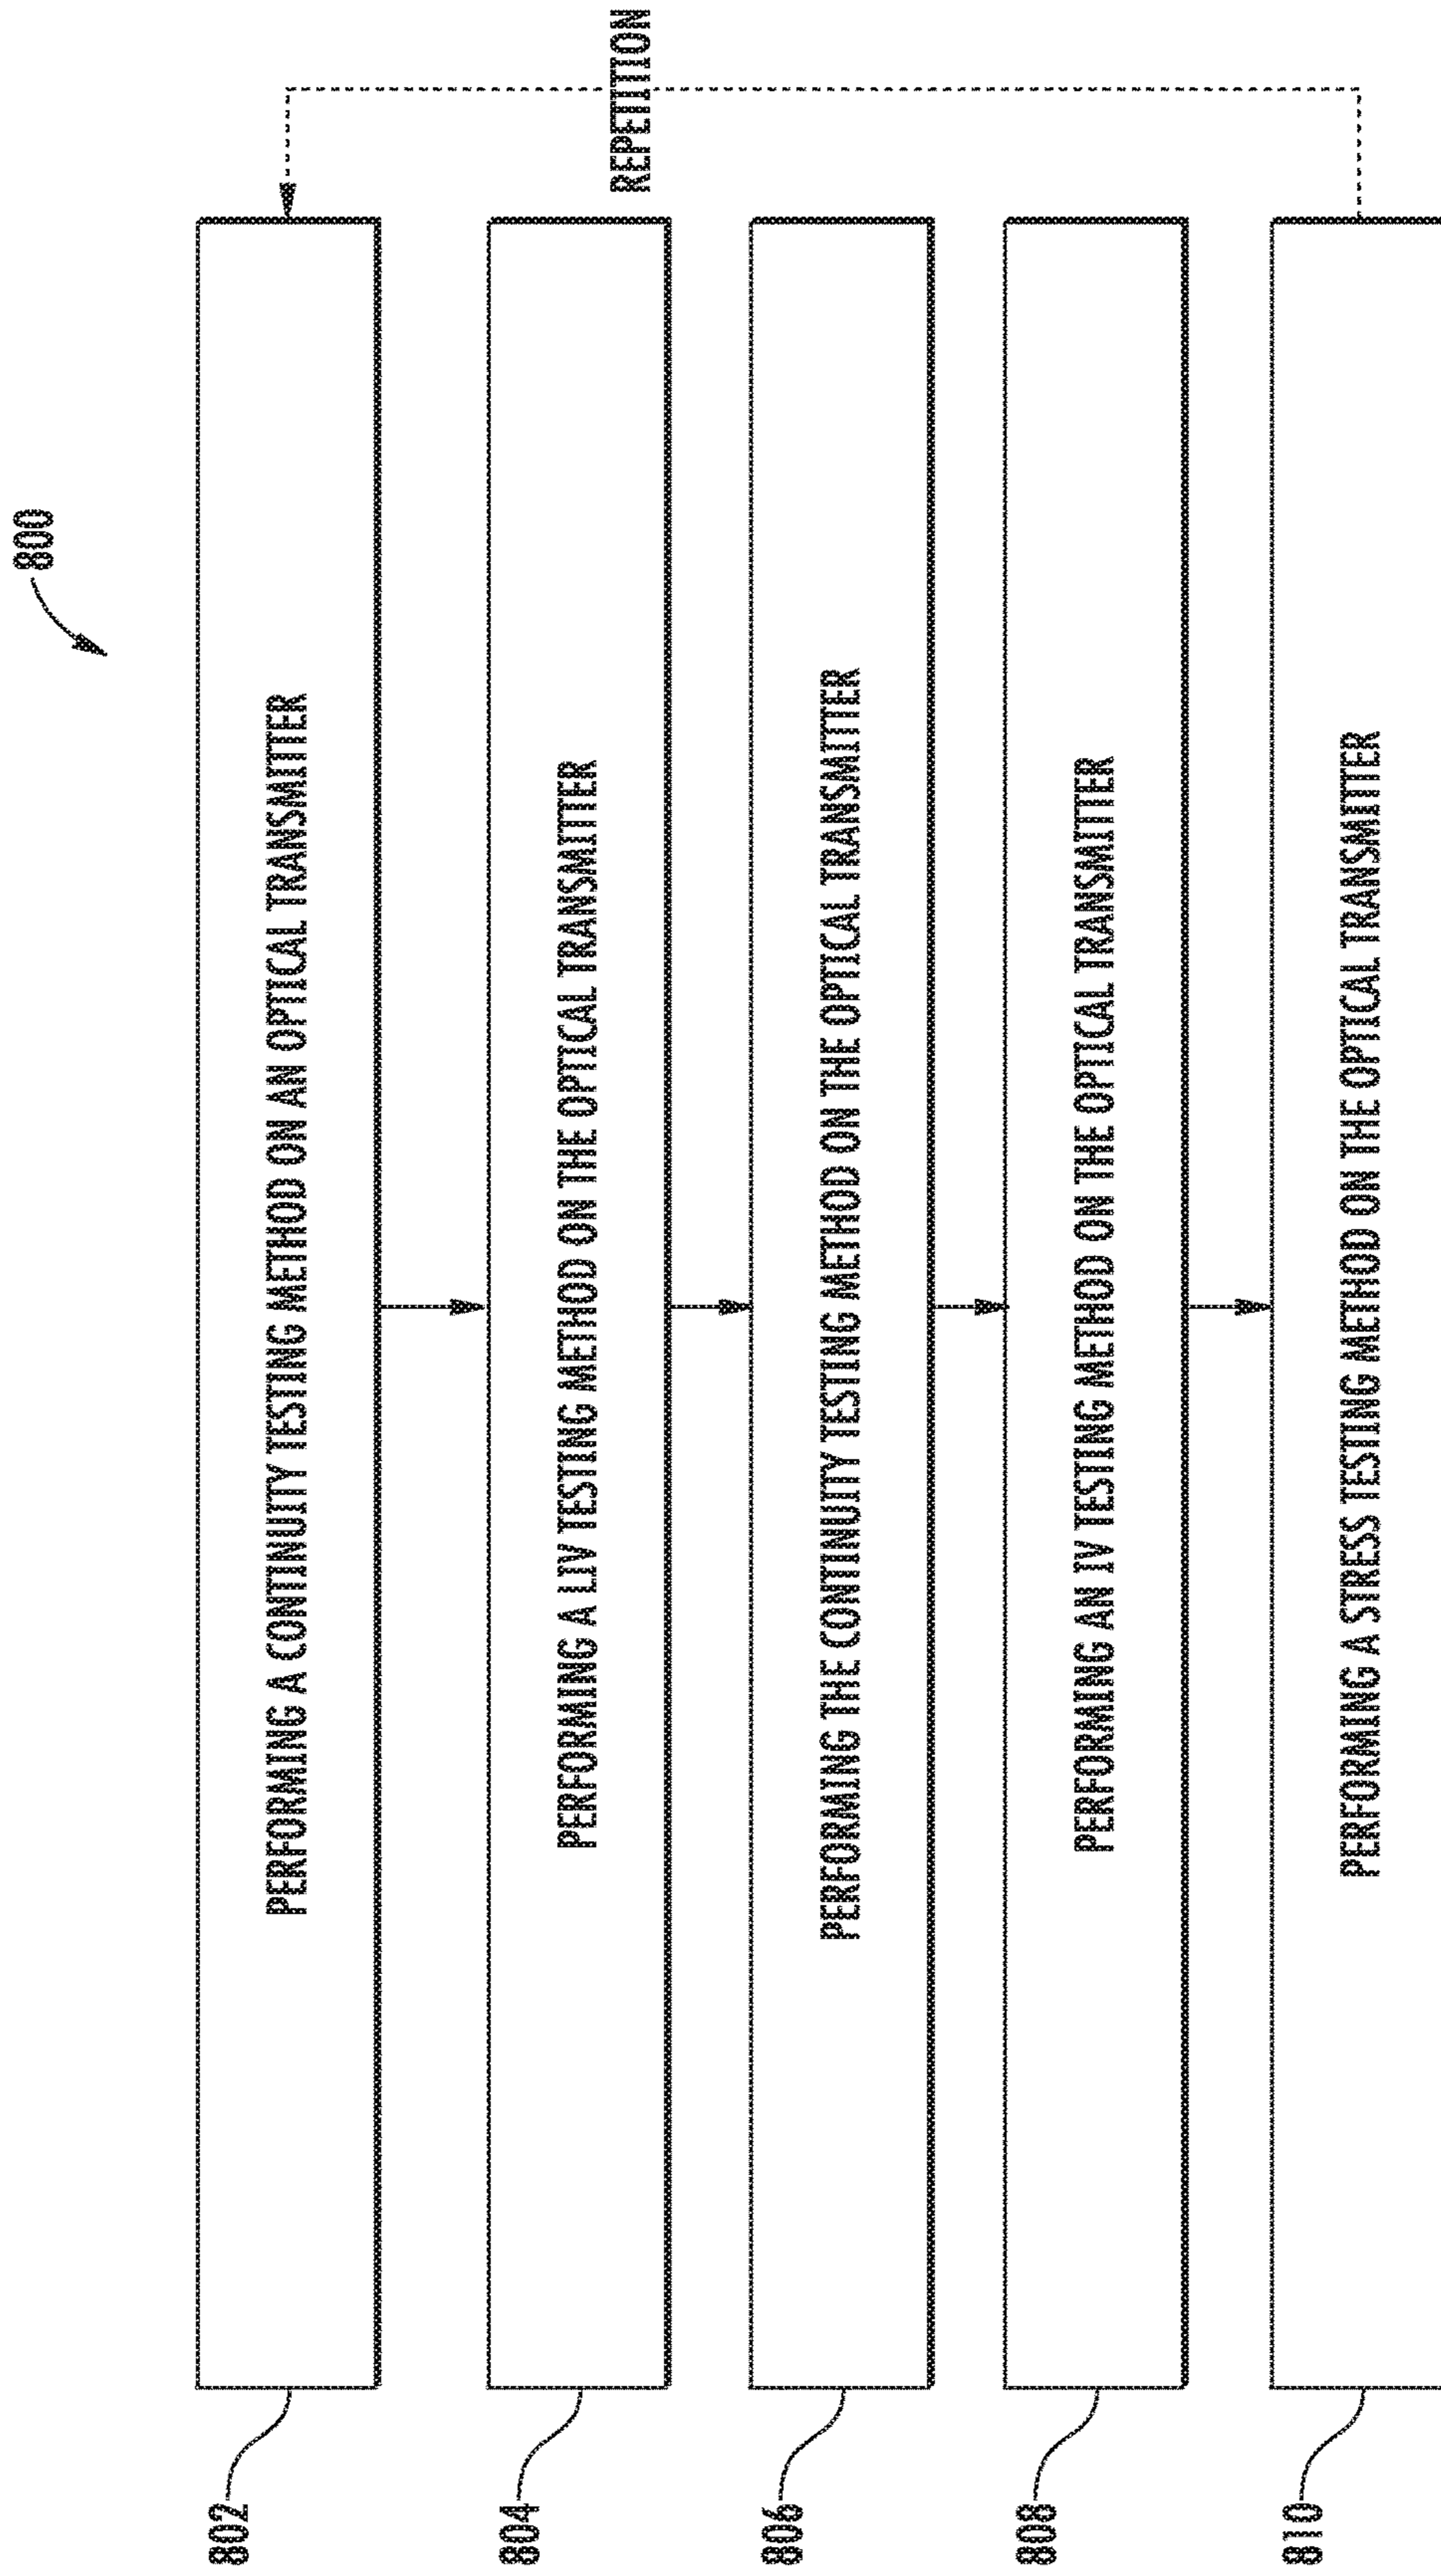 800
802
PERFORMING A CONTINUITY TESTING METHOD ON AN OPTICAL TRANSMITTER
804
PERFORMING A LIV TESTING METHOD ON THE OPTICAL TRANSMITTER
REPETITION
806
PERFORMING THE CONTINUITY TESTING METHOD ON THE OPTICAL TRANSMITTER
808
PERFORMING AN IV TESTING METHOD ON THE OPTICAL TRANSMITTER
810
PERFORMING A STRESS TESTING METHOD ON THE OPTICAL TRANSMITTER